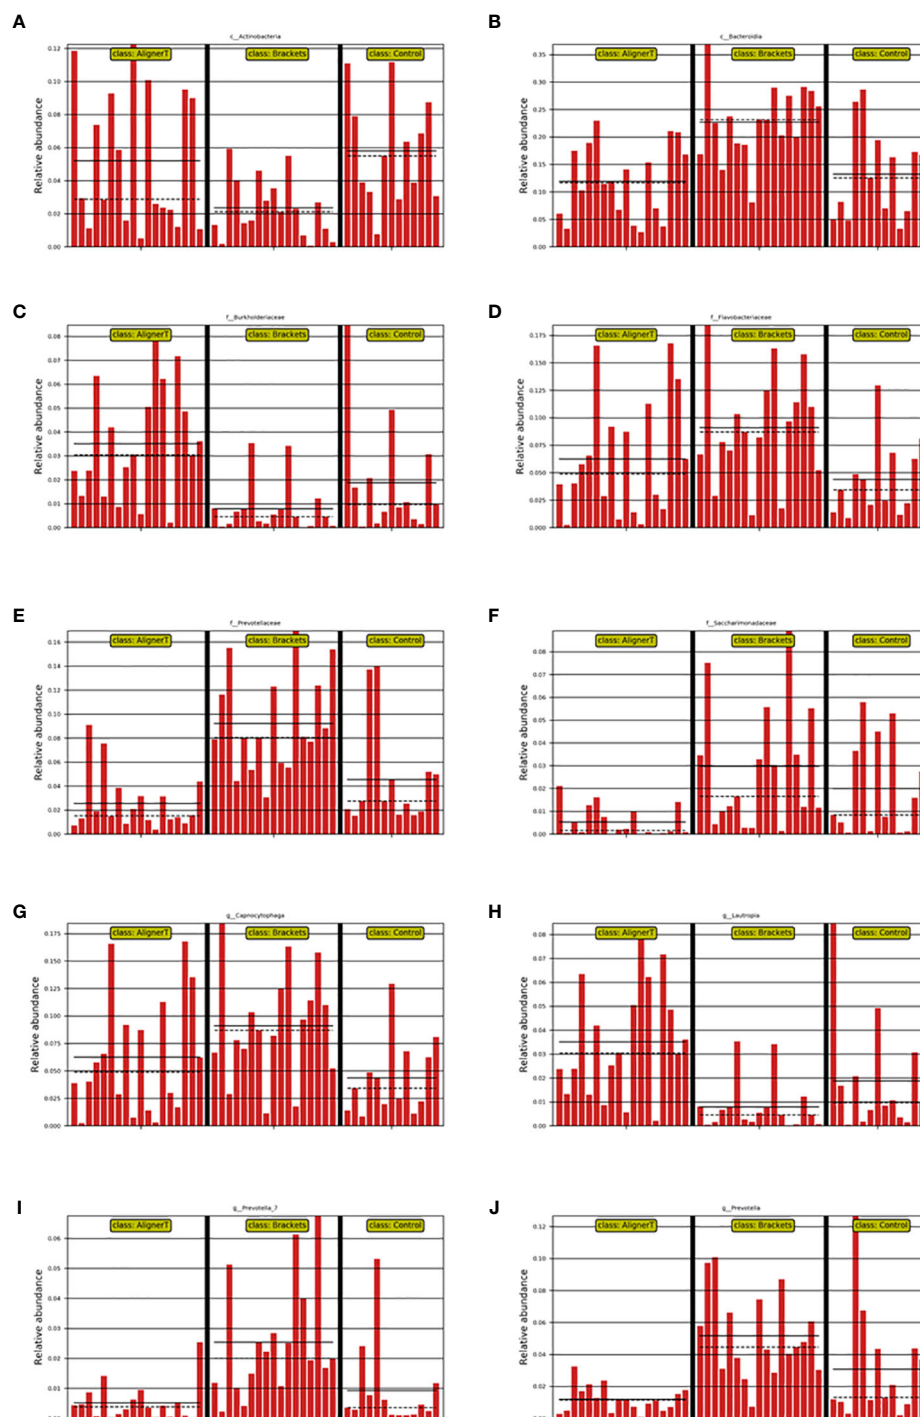 A
c__Actinobacteria
class: AlignerT
class: Brackets
class: Control
Relative abundance
0.12
0.10
0.08
0.06
0.04
0.02
0.00
B
c__Bacteroidia
class: AlignerT
class: Brackets
class: Control
Relative abundance
0.35
0.30
0.25
0.20
0.15
0.10
0.05
0.00
C
f__Burkholderiaceae
class: AlignerT
class: Brackets
class: Control
Relative abundance
0.08
0.07
0.06
0.05
0.04
0.03
0.02
0.01
0.00
D
f__Flavobacteriaceae
class: AlignerT
class: Brackets
class: Control
Relative abundance
0.175
0.150
0.125
0.100
0.075
0.050
0.025
0.000
E
f__Prevotellaceae
class: AlignerT
class: Brackets
class: Control
Relative abundance
0.16
0.14
0.12
0.10
0.08
0.06
0.04
0.02
0.00
F
f__Saccharimonadaceae
class: AlignerT
class: Brackets
class: Control
Relative abundance
0.08
0.07
0.06
0.05
0.04
0.03
0.02
0.01
0.00
G
g__Capnocytophaga
class: AlignerT
class: Brackets
class: Control
Relative abundance
0.175
0.150
0.125
0.100
0.075
0.050
0.025
0.000
H
g__Lautropia
class: AlignerT
class: Brackets
class: Control
Relative abundance
0.08
0.07
0.06
0.05
0.04
0.03
0.02
0.01
0.00
I
g__Prevotella_7
class: AlignerT
class: Brackets
class: Control
Relative abundance
0.06
0.05
0.04
0.03
0.02
0.01
J
g__Prevotella
class: AlignerT
class: Brackets
class: Control
Relative abundance
0.12
0.10
0.08
0.06
0.04
0.02